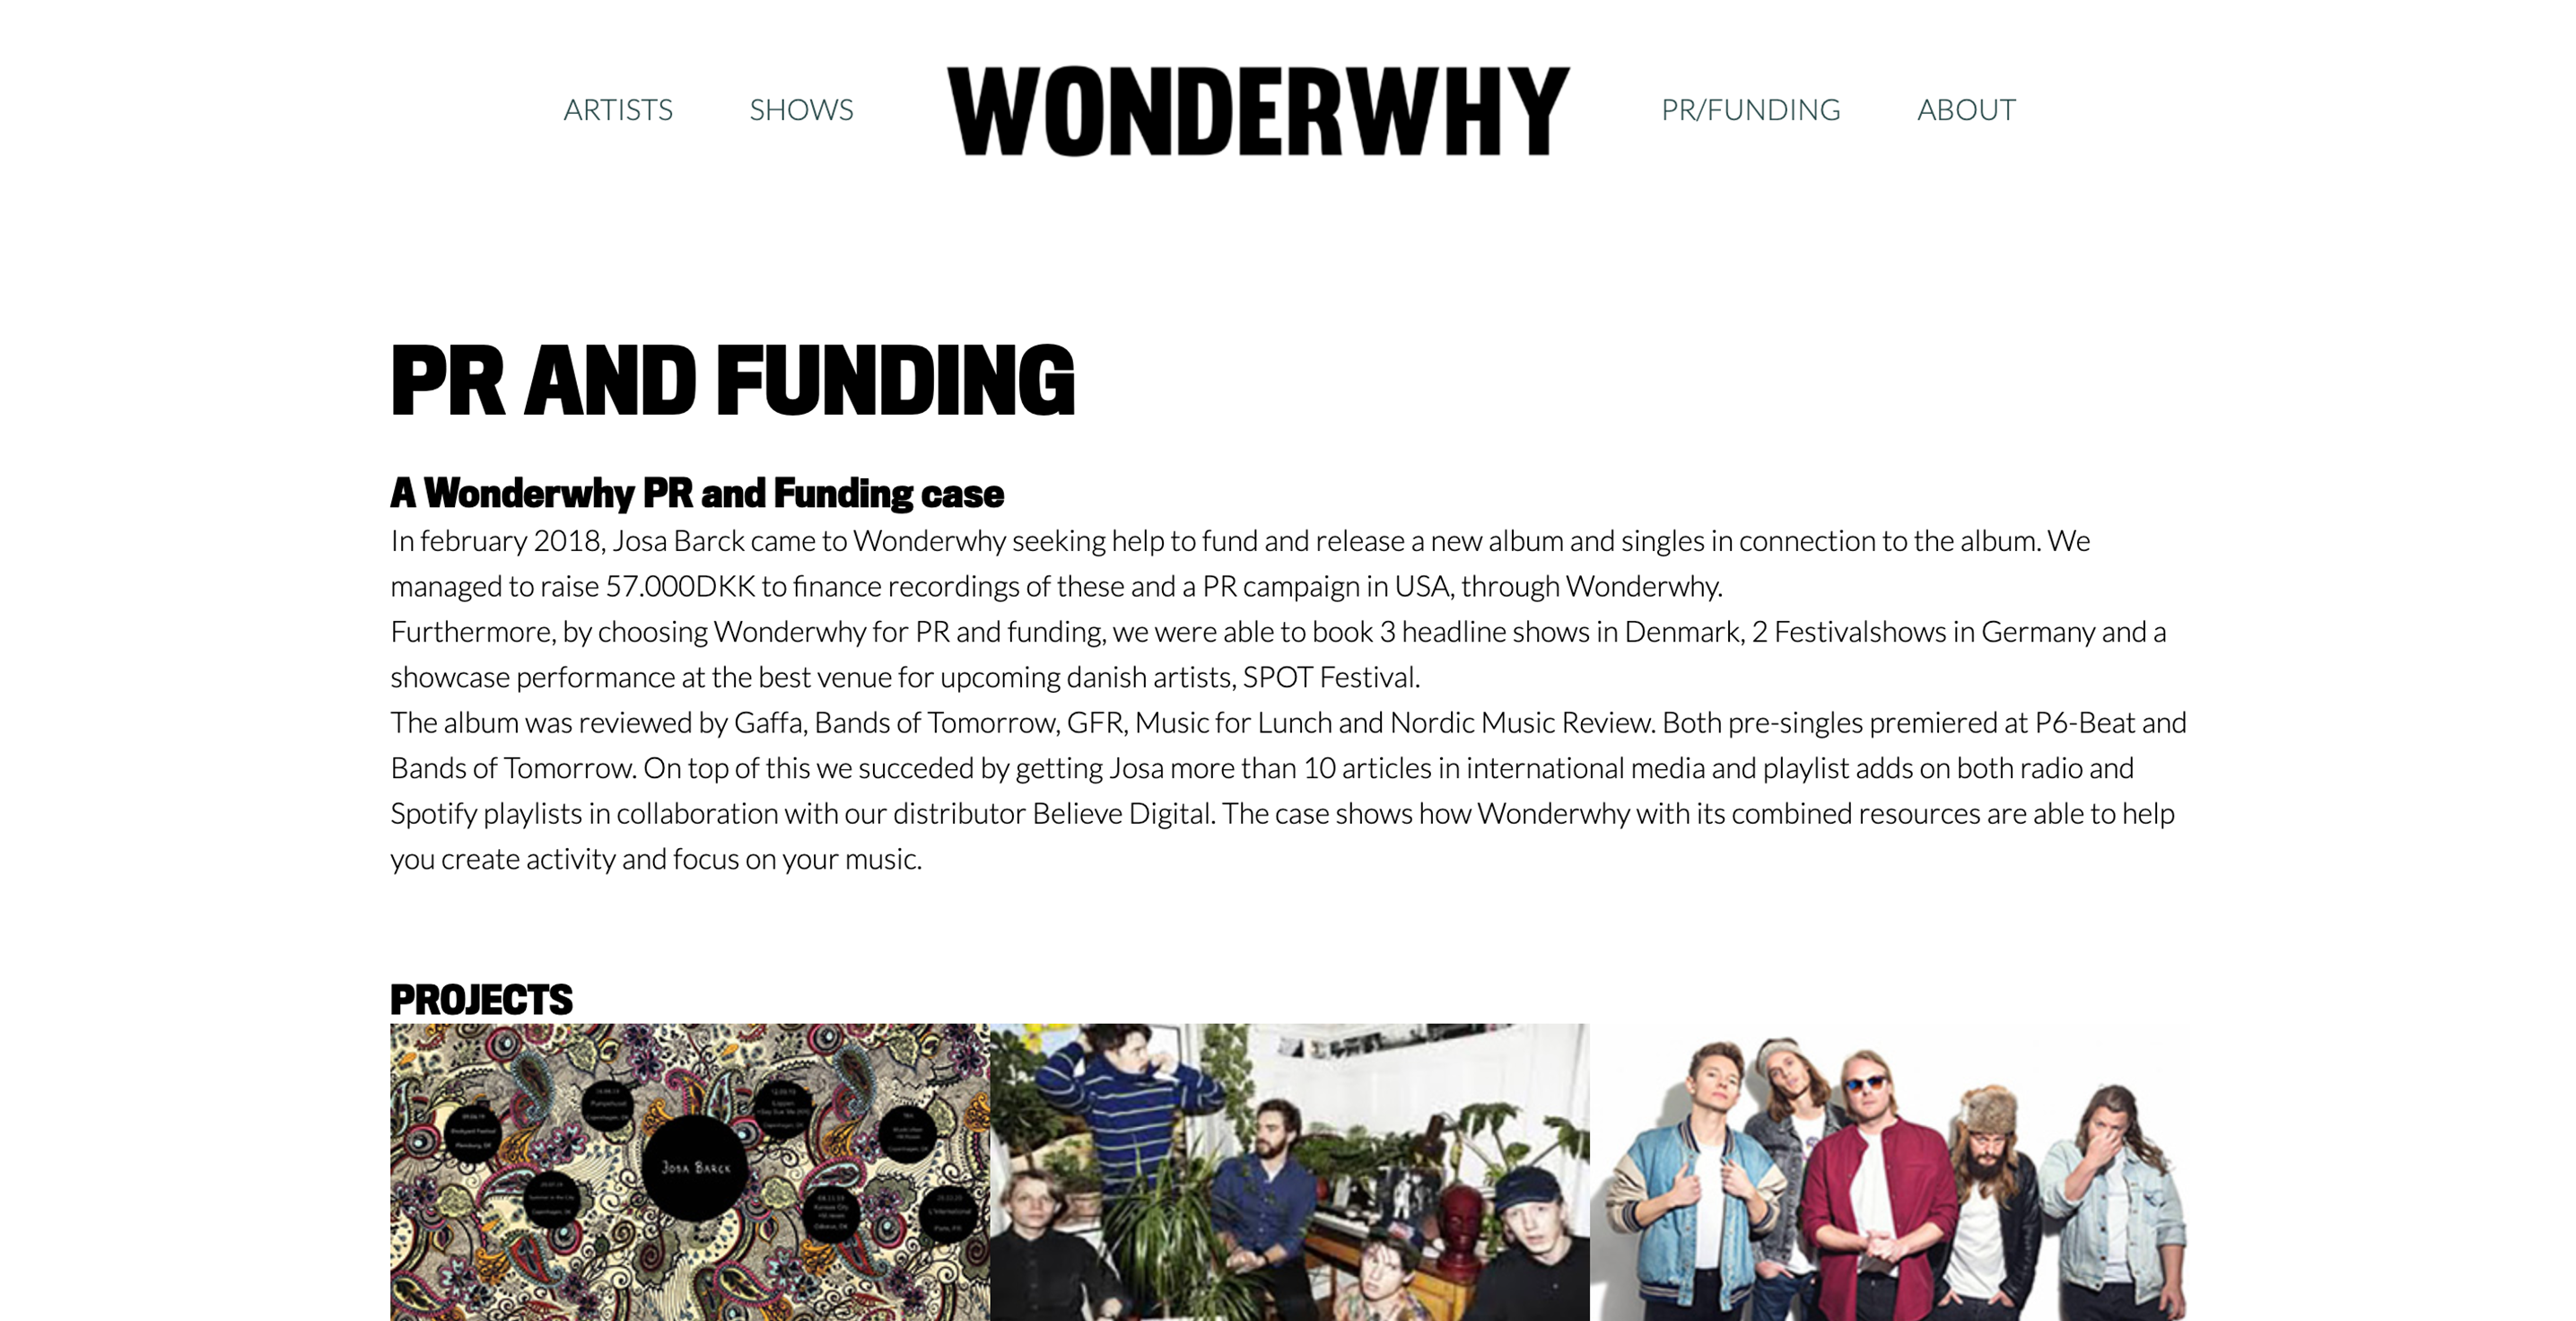 ARTISTS
SHOWS
WONDERWHY
PR/FUNDING
ABOUT
PR AND FUNDING
A Wonderwhy PR and Funding case
In february 2018, Josa Barck came to Wonderwhy seeking help to fund and release a new album and singles in connection to the album. We
managed to raise 57.000DKK to finance recordings of these and a PR campaign in USA, through Wonderwhy.
Furthermore, by choosing Wonderwhy for PR and funding, we were able to book 3 headline shows in Denmark, 2 Festivalshows in Germany and a
showcase performance at the best venue for upcoming danish artists, SPOT Festival.
The album was reviewed by Gaffa, Bands of Tomorrow, GFR, Music for Lunch and Nordic Music Review. Both pre-singles premiered at P6-Beat and
Bands of Tomorrow. On top of this we succeded by getting Josa more than 10 articles in international media and playlist adds on both radio and
Spotify playlists in collaboration with our distributor Believe Digital. The case shows how Wonderwhy with its combined resources are able to help
you create activity and focus on your music.
PROJECTS
JOSA BARCK